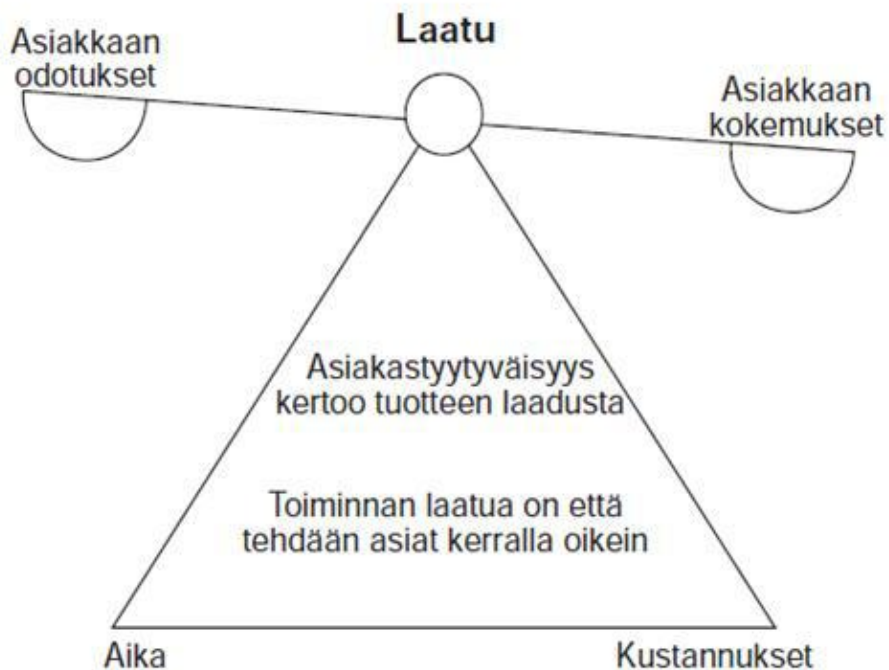 Laatu
Asiakkaan
odotukset
Asiakkaan
kokemukset
Asiakastyytyväisyys
kertoo tuotteen laadusta
Toiminnan laatua on että
tehdään asiat kerralla oikein
Aika
Kustannukset